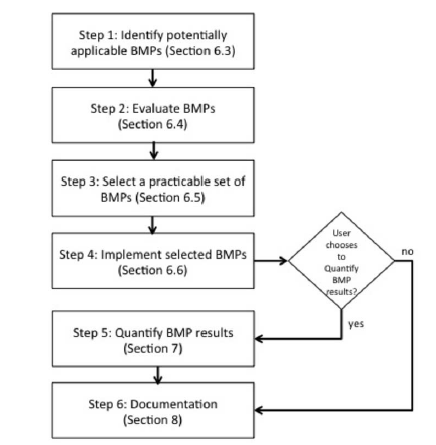 Step 1: Identify potentially
applicable BMPs (Section 6.3)
Step 2: Evaluate BMPs
(Section 6.4)
Step 3: Select a practicable set of
BMPs (Section 6.5)
Step 4: Implement selected BMPs
(Section 6.6)
User
chooses
to
Quantify
BMP
results?
no
yes
Step 5: Quantify BMP results
(Section 7)
Step 6: Documentation
(Section 8)